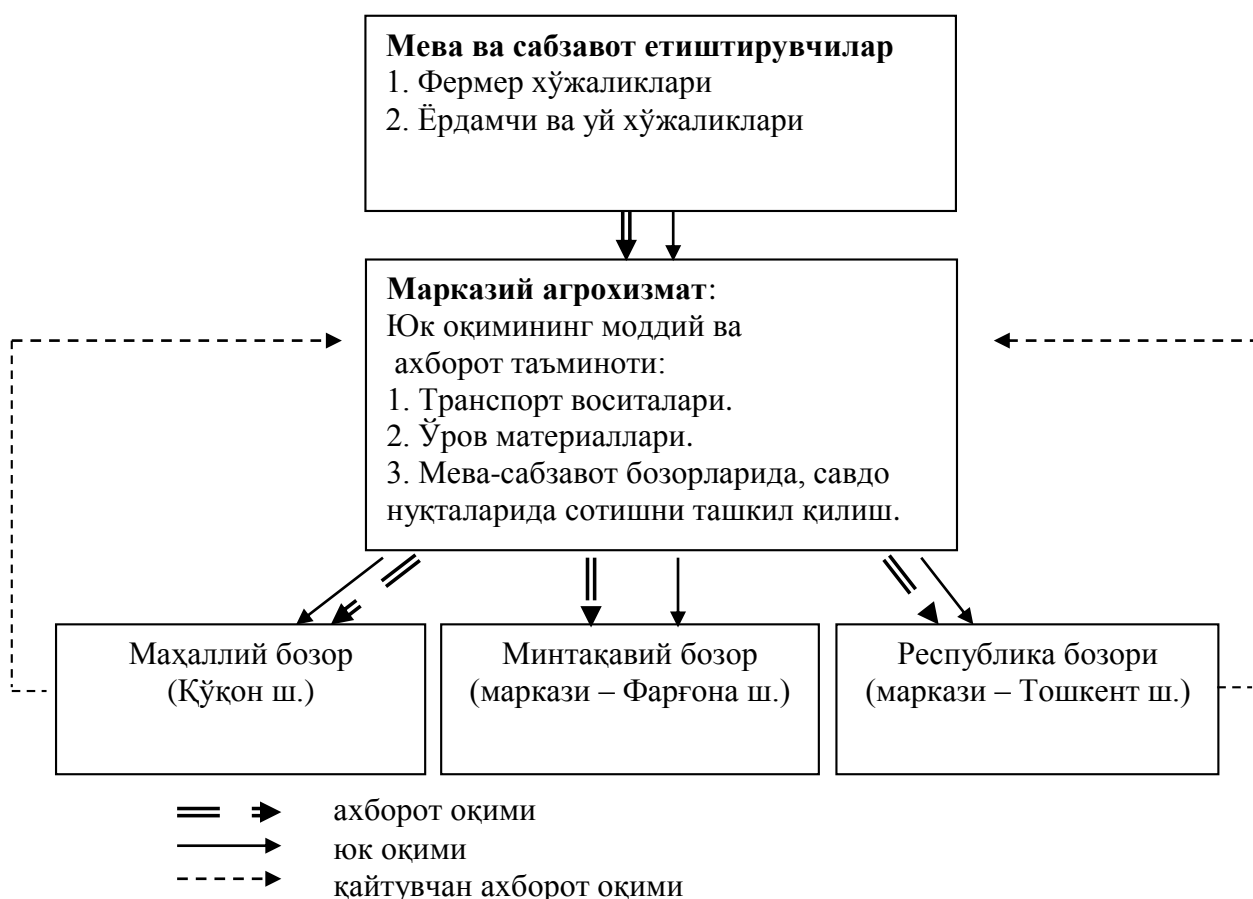 Мева ва сабзавот етиштирувчилар
1. Фермер хўжаликлари
2. Ёрдамчи ва уй хўжаликлари
Марказий агрохизмат:
Юк оқимининг моддий ва
ахборот таъминоти:
1. Транспорт воситалари.
2. Ўров материаллари.
3. Мева-сабзавот бозорларида, савдо
нуқталарида сотишни ташкил қилиш.
Маҳаллий бозор
(Қўқон ш.)
Минтақавий бозор
(маркази – Фарғона ш.)
Республика бозори
(маркази – Тошкент ш.)
ахборот оқими
юк оқими
қайтувчан ахборот оқими